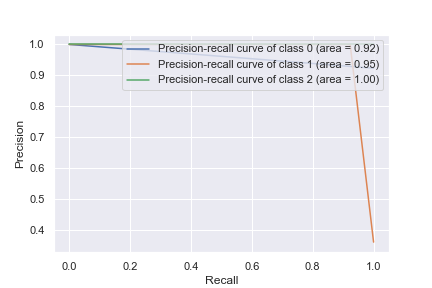 Precision-recall curve of class 0 (area = 0.92)
Precision-recall curve of class 1 (area = 0.95)
Precision-recall curve of class 2 (area = 1.00)
1.0
0.9
0.8
0.7
0.6
0.5
0.4
Precision
0.0 0.2 0.4 0.6 0.8 1.0
Recall